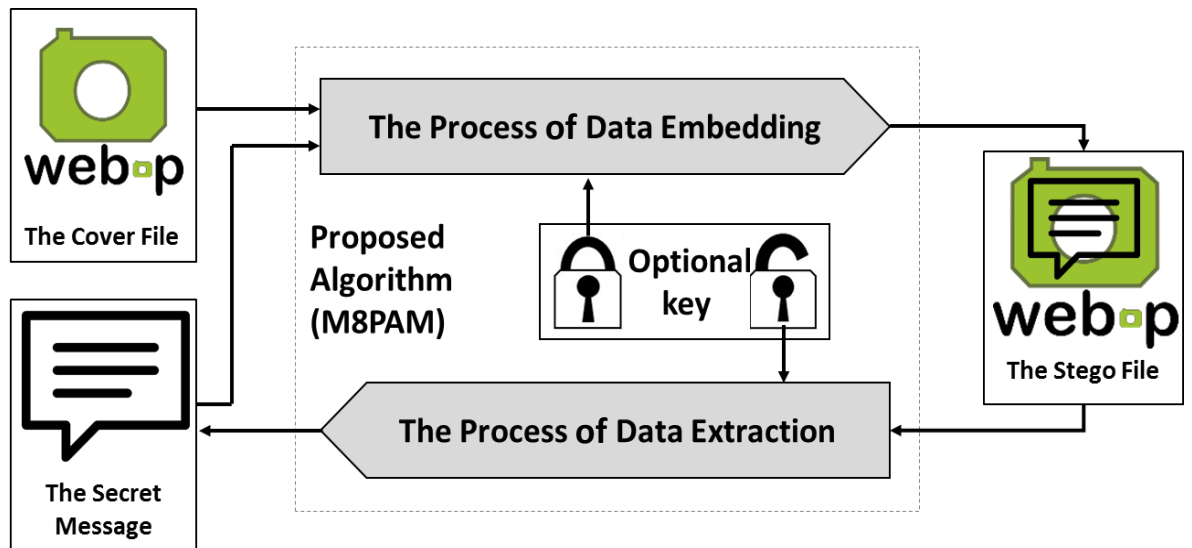 webp
The Cover File
The Process of Data Embedding
Proposed
Algorithm
(M8PAM)
Optional
key
webp
The Stego File
The Process of Data Extraction
The Secret
Message